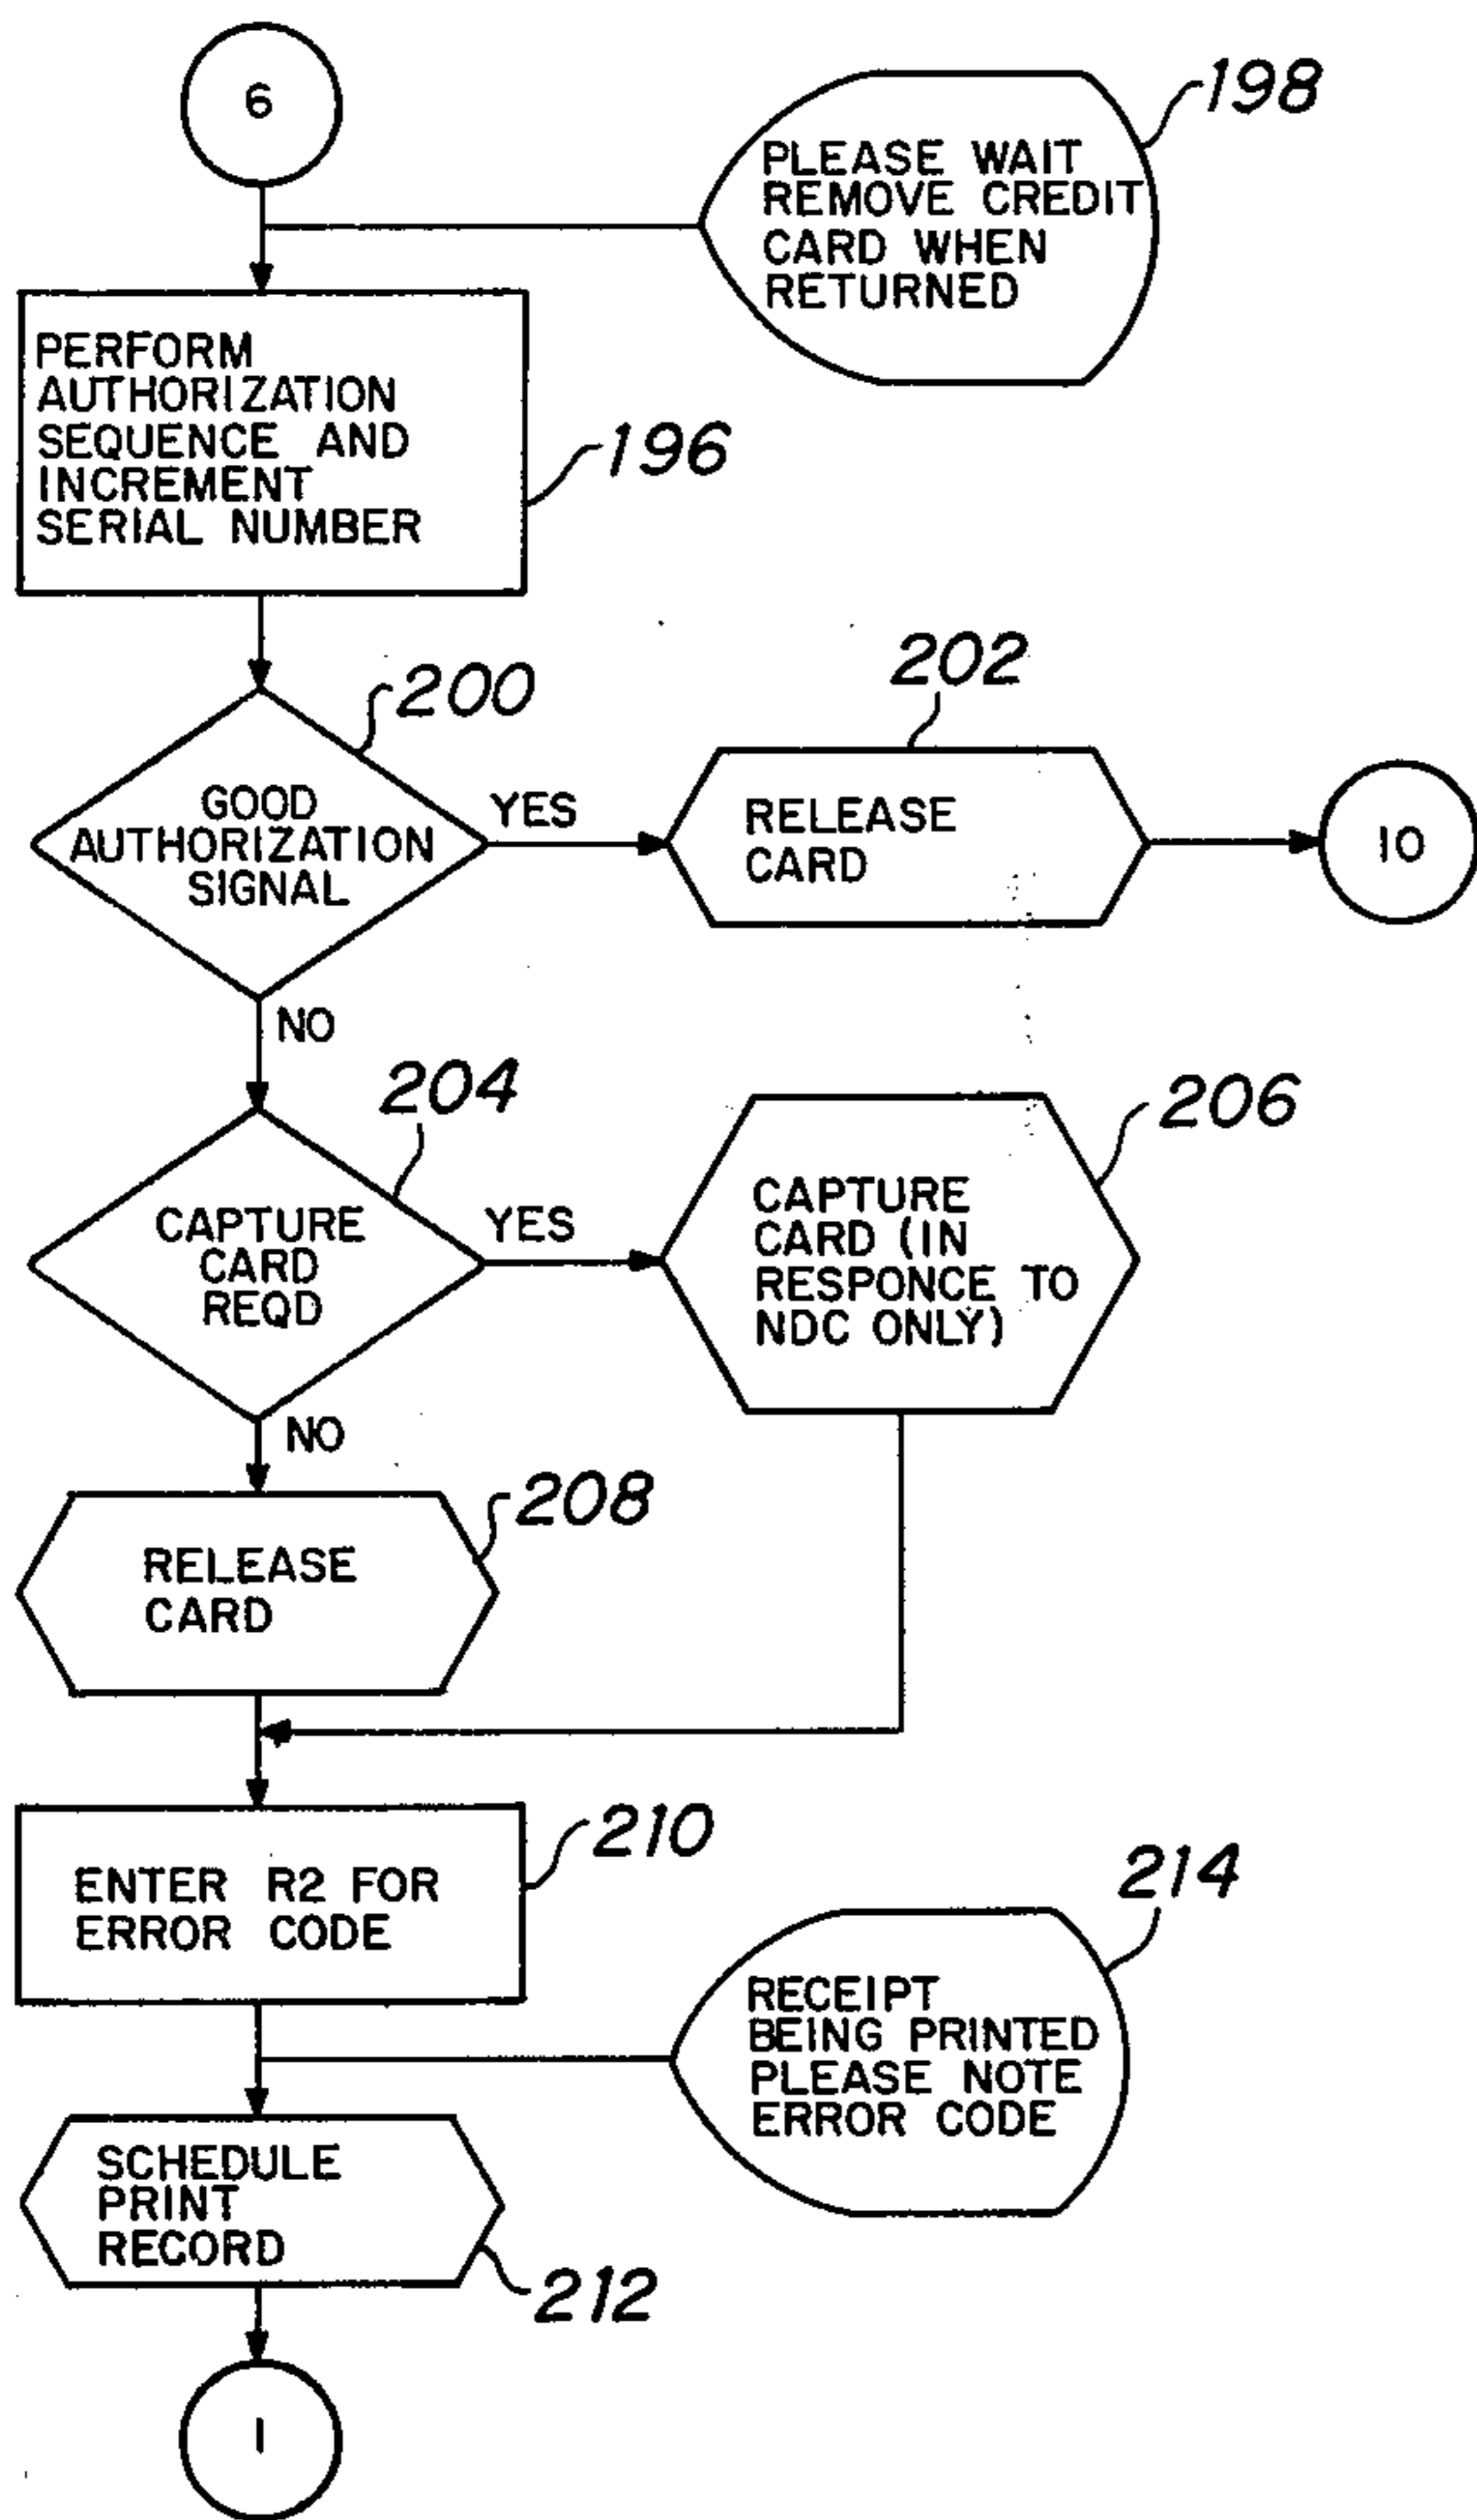 6
198
PLEASE WAIT
REMOVE CREDIT
CARD WHEN
RETURNED
PERFORM
AUTHORIZATION
SEQUENCE AND
INCREMENT
SERIAL NUMBER
196
200
GOOD
AUTHORIZATION
SIGNAL
YES
202
RELEASE
CARD
10
NO
204
CAPTURE
CARD
REQD
YES
206
CAPTURE
CARD (IN
RESPONCE TO
NDC ONLY)
NO
208
RELEASE
CARD
210
ENTER R2 FOR
ERROR CODE
214
RECEIPT
BEING PRINTED
PLEASE NOTE
ERROR CODE
SCHEDULE
PRINT
RECORD
212
1